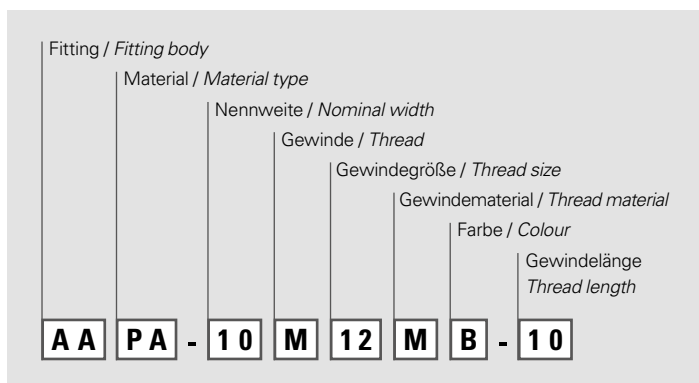 Fitting / Fitting body
Material / Material type
Nennweite / Nominal width
Gewinde / Thread
Gewindegröße / Thread size
Gewindematerial / Thread material
Farbe / Colour
Gewindelänge
Thread length
AA PA - 10 M 12 M B - 10